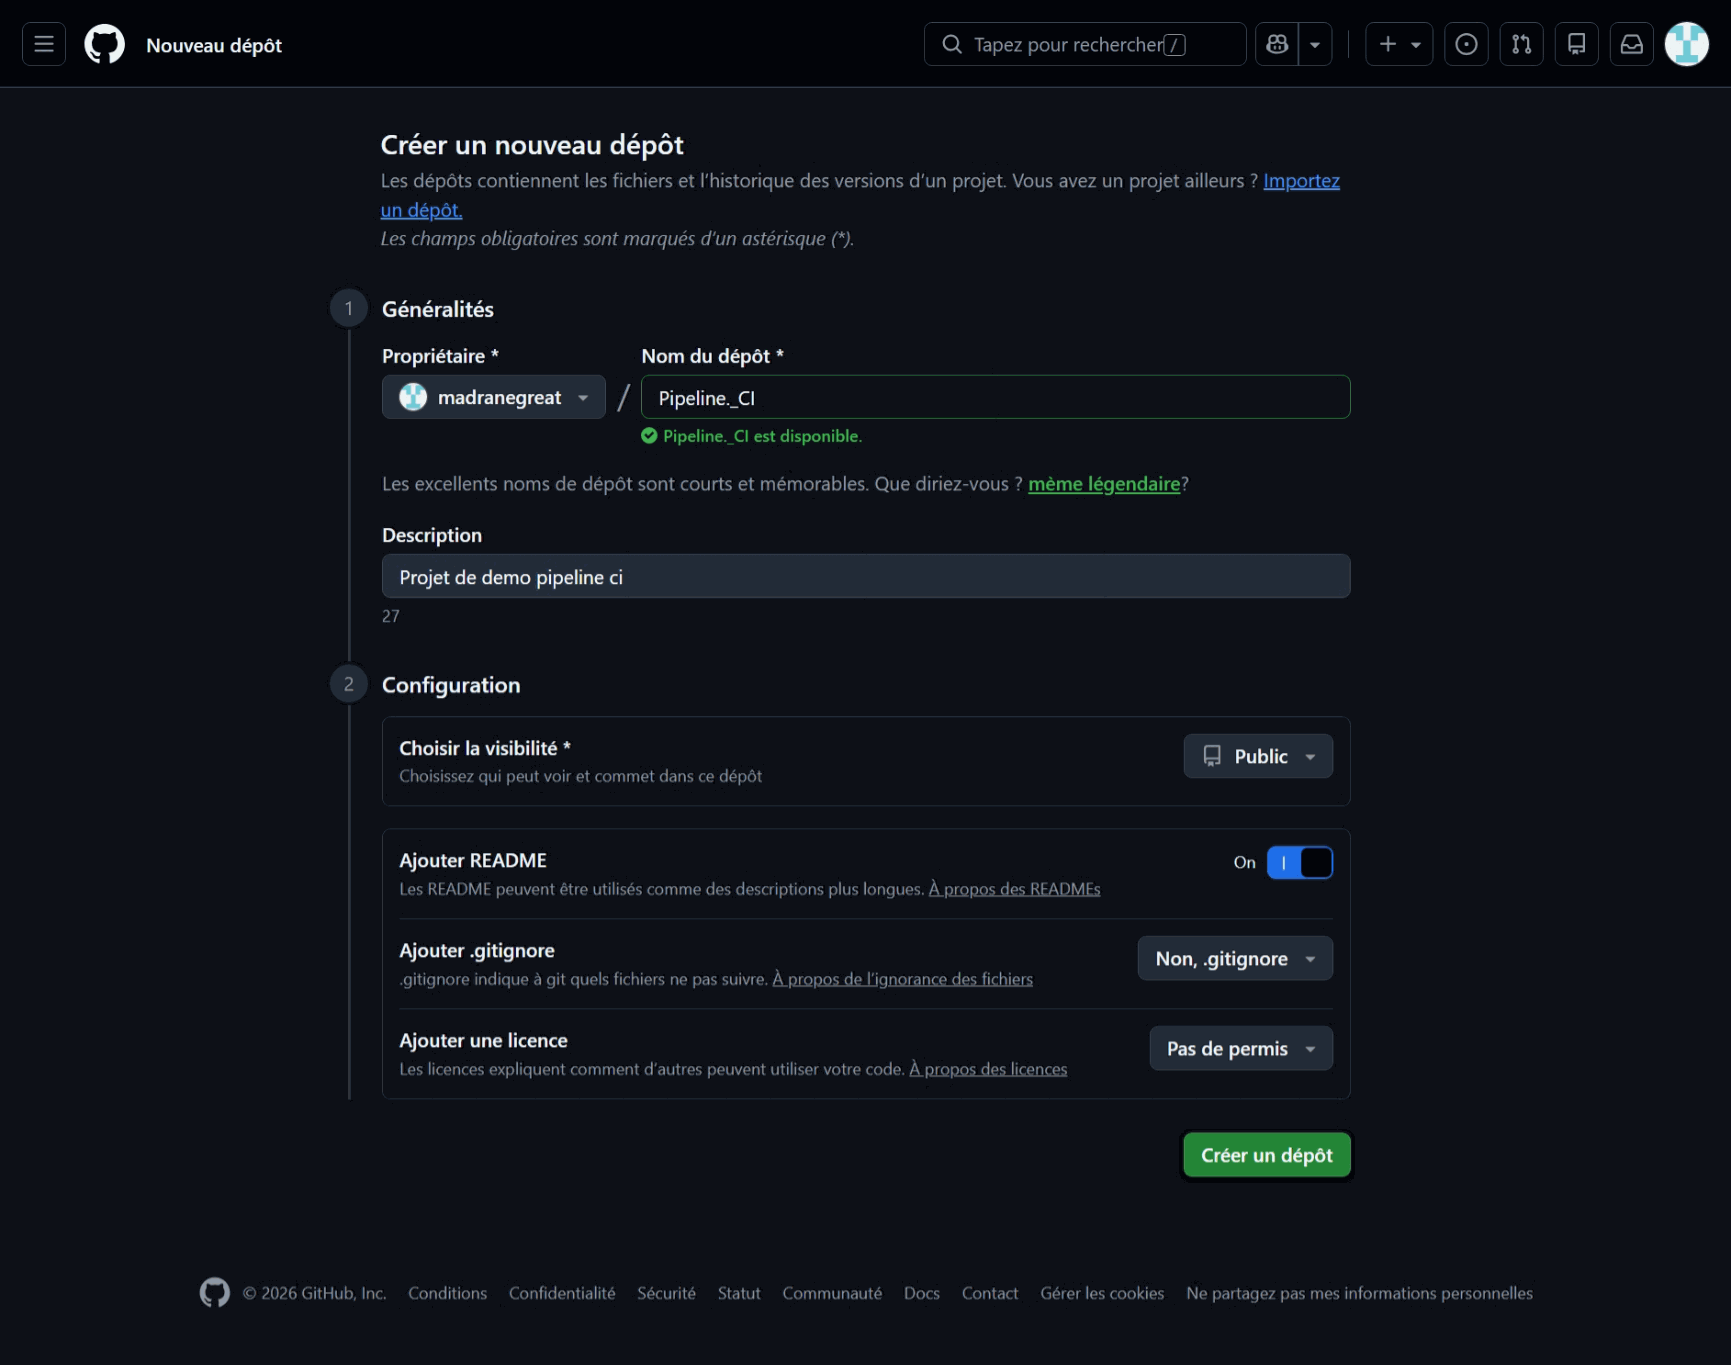 Nouveau dépôt
Tapez pour rechercher /
Créer un nouveau dépôt
Les dépôts contiennent les fichiers et l'historique des versions d'un projet. Vous avez un projet ailleurs ? Importez
un dépôt.
Les champs obligatoires sont marqués d'un astérisque (*).
1 Généralités
Propriétaire * Nom du dépôt *
madranegreat / Pipeline._CI
Pipeline._CI est disponible.
Les excellents noms de dépôt sont courts et mémorables. Que diriez-vous ? mème légendaire?
Description
Projet de demo pipeline ci
27
2 Configuration
Choisir la visibilité * Public
Choisissez qui peut voir et commet dans ce dépôt
Ajouter README On
Les README peuvent être utilisés comme des descriptions plus longues. À propos des READMEs
Ajouter .gitignore Non, .gitignore
.gitignore indique à git quels fichiers ne pas suivre. À propos de l'ignorance des fichiers
Ajouter une licence Pas de permis
Les licences expliquent comment d'autres peuvent utiliser votre code. À propos des licences
Créer un dépôt
© 2026 GitHub, Inc. Conditions Confidentialité Sécurité Statut Communauté Docs Contact Gérer les cookies Ne partagez pas mes informations personnelles